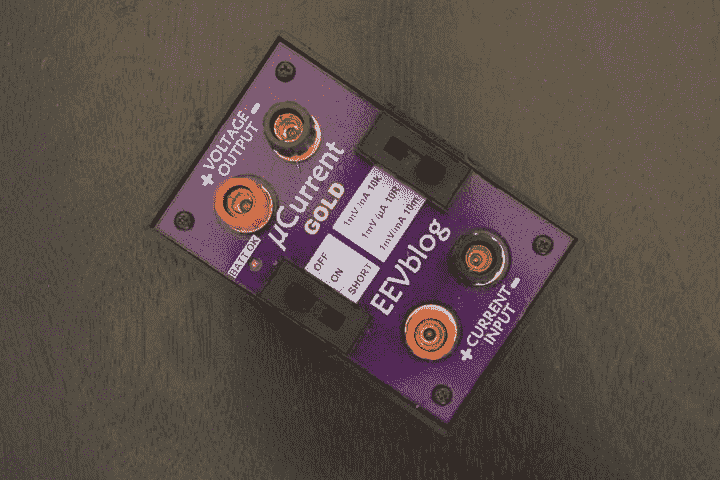 + VOLTAGE -
OUTPUT
BATT OK
µCurrent
GOLD
1mV/nA 10k
1mV/µA 10R
1mV/mA 10m
OFF
ON
SHORT
EEVblog
+ CURRENT -
INPUT